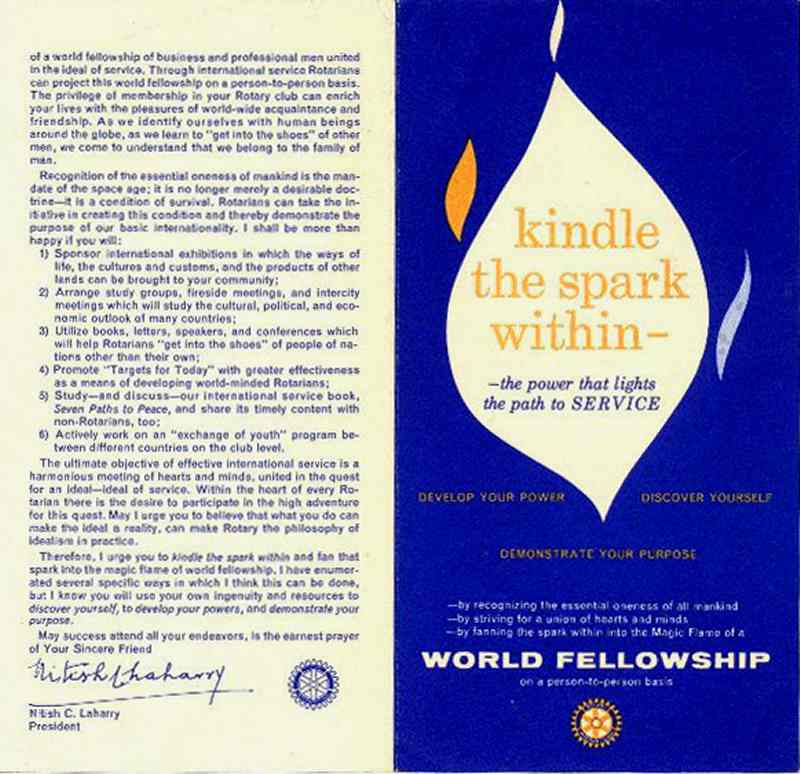 of a world fellowship of business and professional men united
in the ideal of service. Through international service Rotarians
can project this world fellowship on a person-to-person basis.
The privilege of membership in your Rotary club can enrich
your lives with the pleasures of world-wide acquaintance and
friendship. As we identify ourselves with human beings
around the globe, as we learn to "get into the shoes" of other
men, we come to understand that we belong to the family of
man.
Recognition of the essential oneness of mankind is the man-
date of the space age; it is no longer merely a desirable doc-
trine—it is a condition of survival. Rotarians can take the in-
itiative in creating this condition and thereby demonstrate the
purpose of our basic internationality. I shall be more than
happy if you will:
1) Sponsor international exhibitions in which the ways of
life, the cultures and customs, and the products of other
lands can be brought to your community;
2) Arrange study groups, fireside meetings, and intercity
meetings which will study the cultural, political, and eco-
nomic outlook of many countries;
3) Utilize books, letters, speakers, and conferences which
will help Rotarians "get into the shoes" of people of na-
tions other than their own;
4) Promote "Targets for Today" with greater effectiveness
as a means of developing world-minded Rotarians;
5) Study—and discuss—our international service book,
Seven Paths to Peace, and share its timely content with
non-Rotarians, too;
6) Actively work on an "exchange of youth" program be-
tween different countries on the club level.
The ultimate objective of effective international service is a
harmonious meeting of hearts and minds, united in the quest
for an ideal—ideal of service. Within the heart of every Ro-
tarian there is the desire to participate in the high adventure
for this quest. May I urge you to believe that what you do can
make the ideal a reality, can make Rotary the philosophy of
idealism in practice.
Therefore, I urge you to kindle the spark within and fan that
spark into the magic flame of world fellowship. I have enumer-
ated several specific ways in which I think this can be done,
but I know you will use your own ingenuity and resources to
discover yourself, to develop your powers, and demonstrate your
purpose.
May success attend all your endeavors, is the earnest prayer
of Your Sincere Friend
Nitish Laharry
Nitish C. Laharry
President
kindle
the spark
within—
—the power that lights
the path to SERVICE
DEVELOP YOUR POWER
DISCOVER YOURSELF
DEMONSTRATE YOUR PURPOSE
—by recognizing the essential oneness of all mankind
—by striving for a union of hearts and minds
—by fanning the spark within into the Magic Flame of a
WORLD FELLOWSHIP
on a person-to-person basis